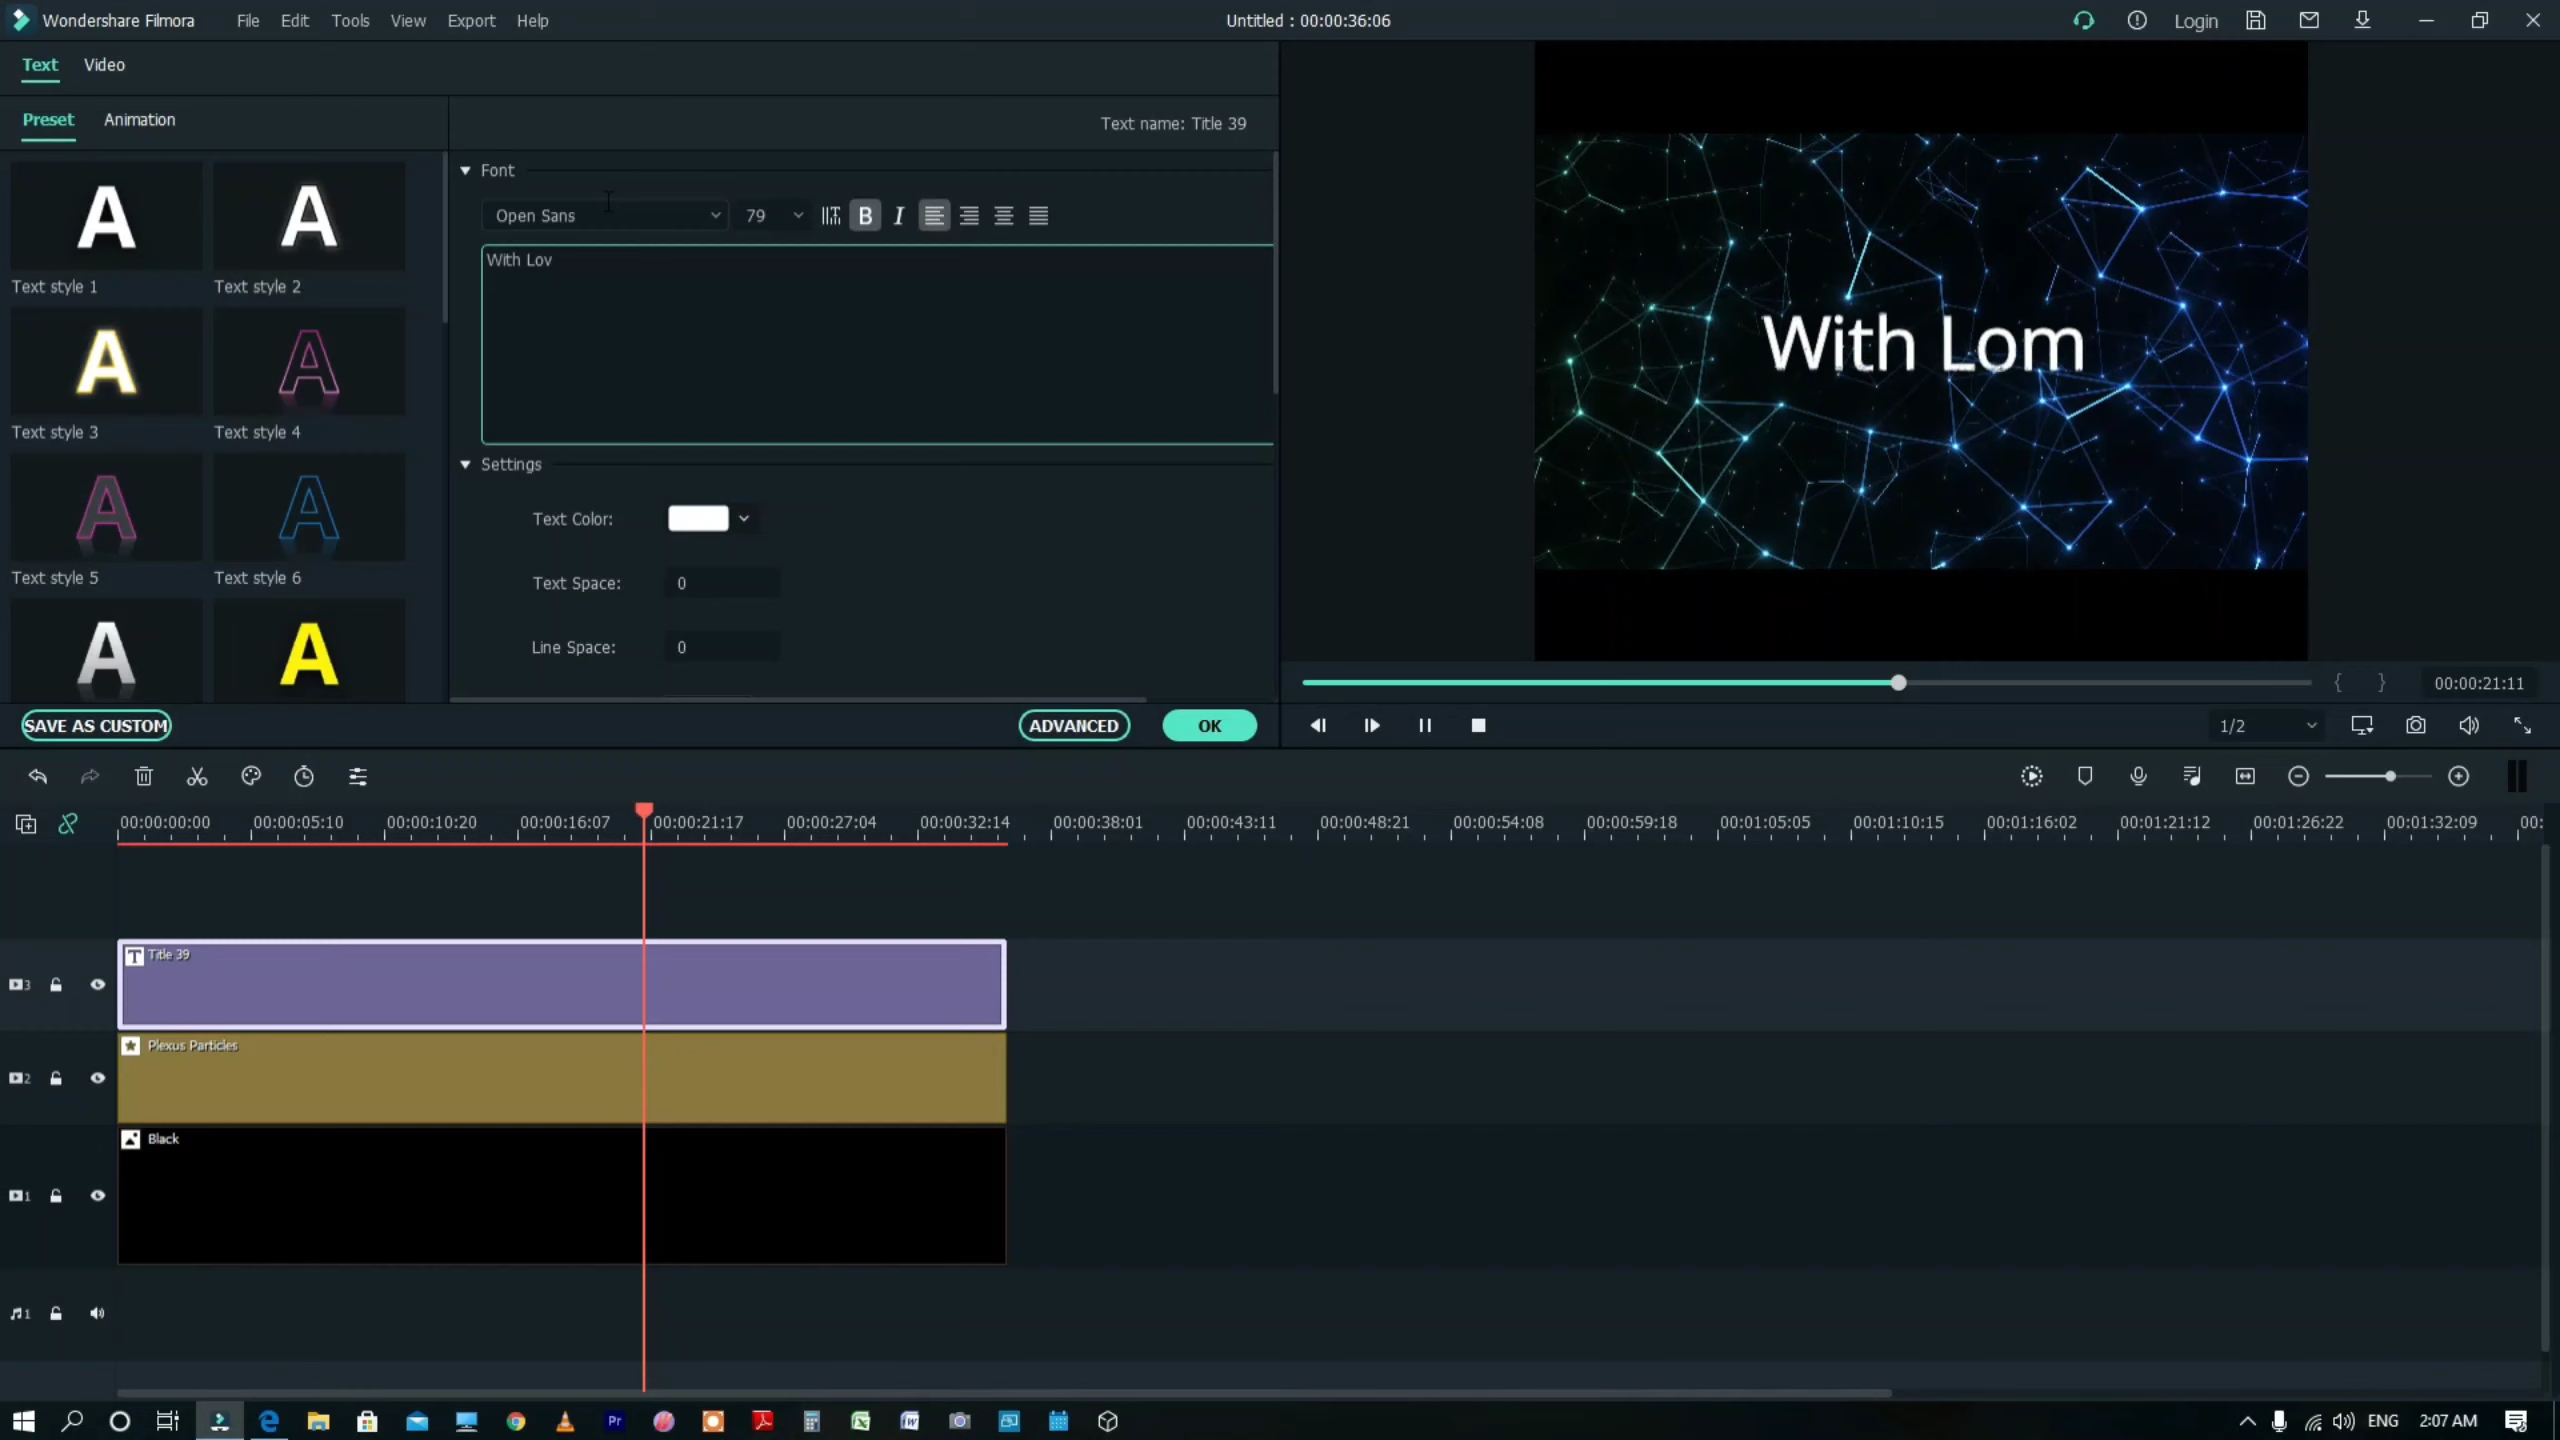 Wondershare Filmora File Edit Tools View Export Help Untitled : 00:00:36:06 Login
Text Video
Preset Animation Text name: Title 39
Text style 1
Text style 2
Text style 3
Text style 4
Text style 5
Text style 6
Font
Open Sans 79 B I
With Lov
Settings
Text Color:
Text Space: 0
Line Space: 0
With Lom
{ } 00:00:21:11
SAVE AS CUSTOM ADVANCED OK 1/2
00:00:00:00 00:00:05:10 00:00:10:20 00:00:16:07 00:00:21:17 00:00:27:04 00:00:32:14 00:00:38:01 00:00:43:11 00:00:48:21 00:00:54:08 00:00:59:18 00:01:05:05 00:01:10:15 00:01:16:02 00:01:21:12 00:01:26:22 00:01:32:09 00:
T Title 39
3
Plexus Particles
2
Black
1
1
Pr ENG 2:07 AM